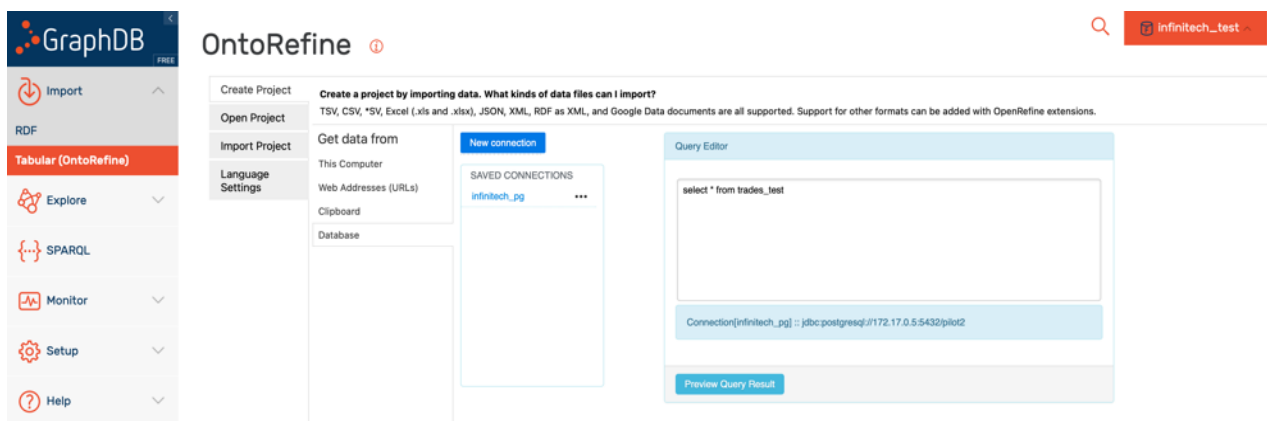 GraphDB
FREE
Import
RDF
Tabular (OntoRefine)
Explore
SPARQL
Monitor
Setup
Help
OntoRefine
infinitech_test
Create Project
Open Project
Import Project
Language
Settings
Create a project by importing data. What kinds of data files can I import?
TSV, CSV, *SV, Excel (.xls and .xlsx), JSON, XML, RDF as XML, and Google Data documents are all supported. Support for other formats can be added with OpenRefine extensions.
Get data from
This Computer
Web Addresses (URLs)
Clipboard
Database
New connection
SAVED CONNECTIONS
infinitech_pg
Query Editor
select * from trades_test
Connection[infinitech_pg] :: jdbc:postgresql://172.17.0.5:5432/pilot2
Preview Query Result